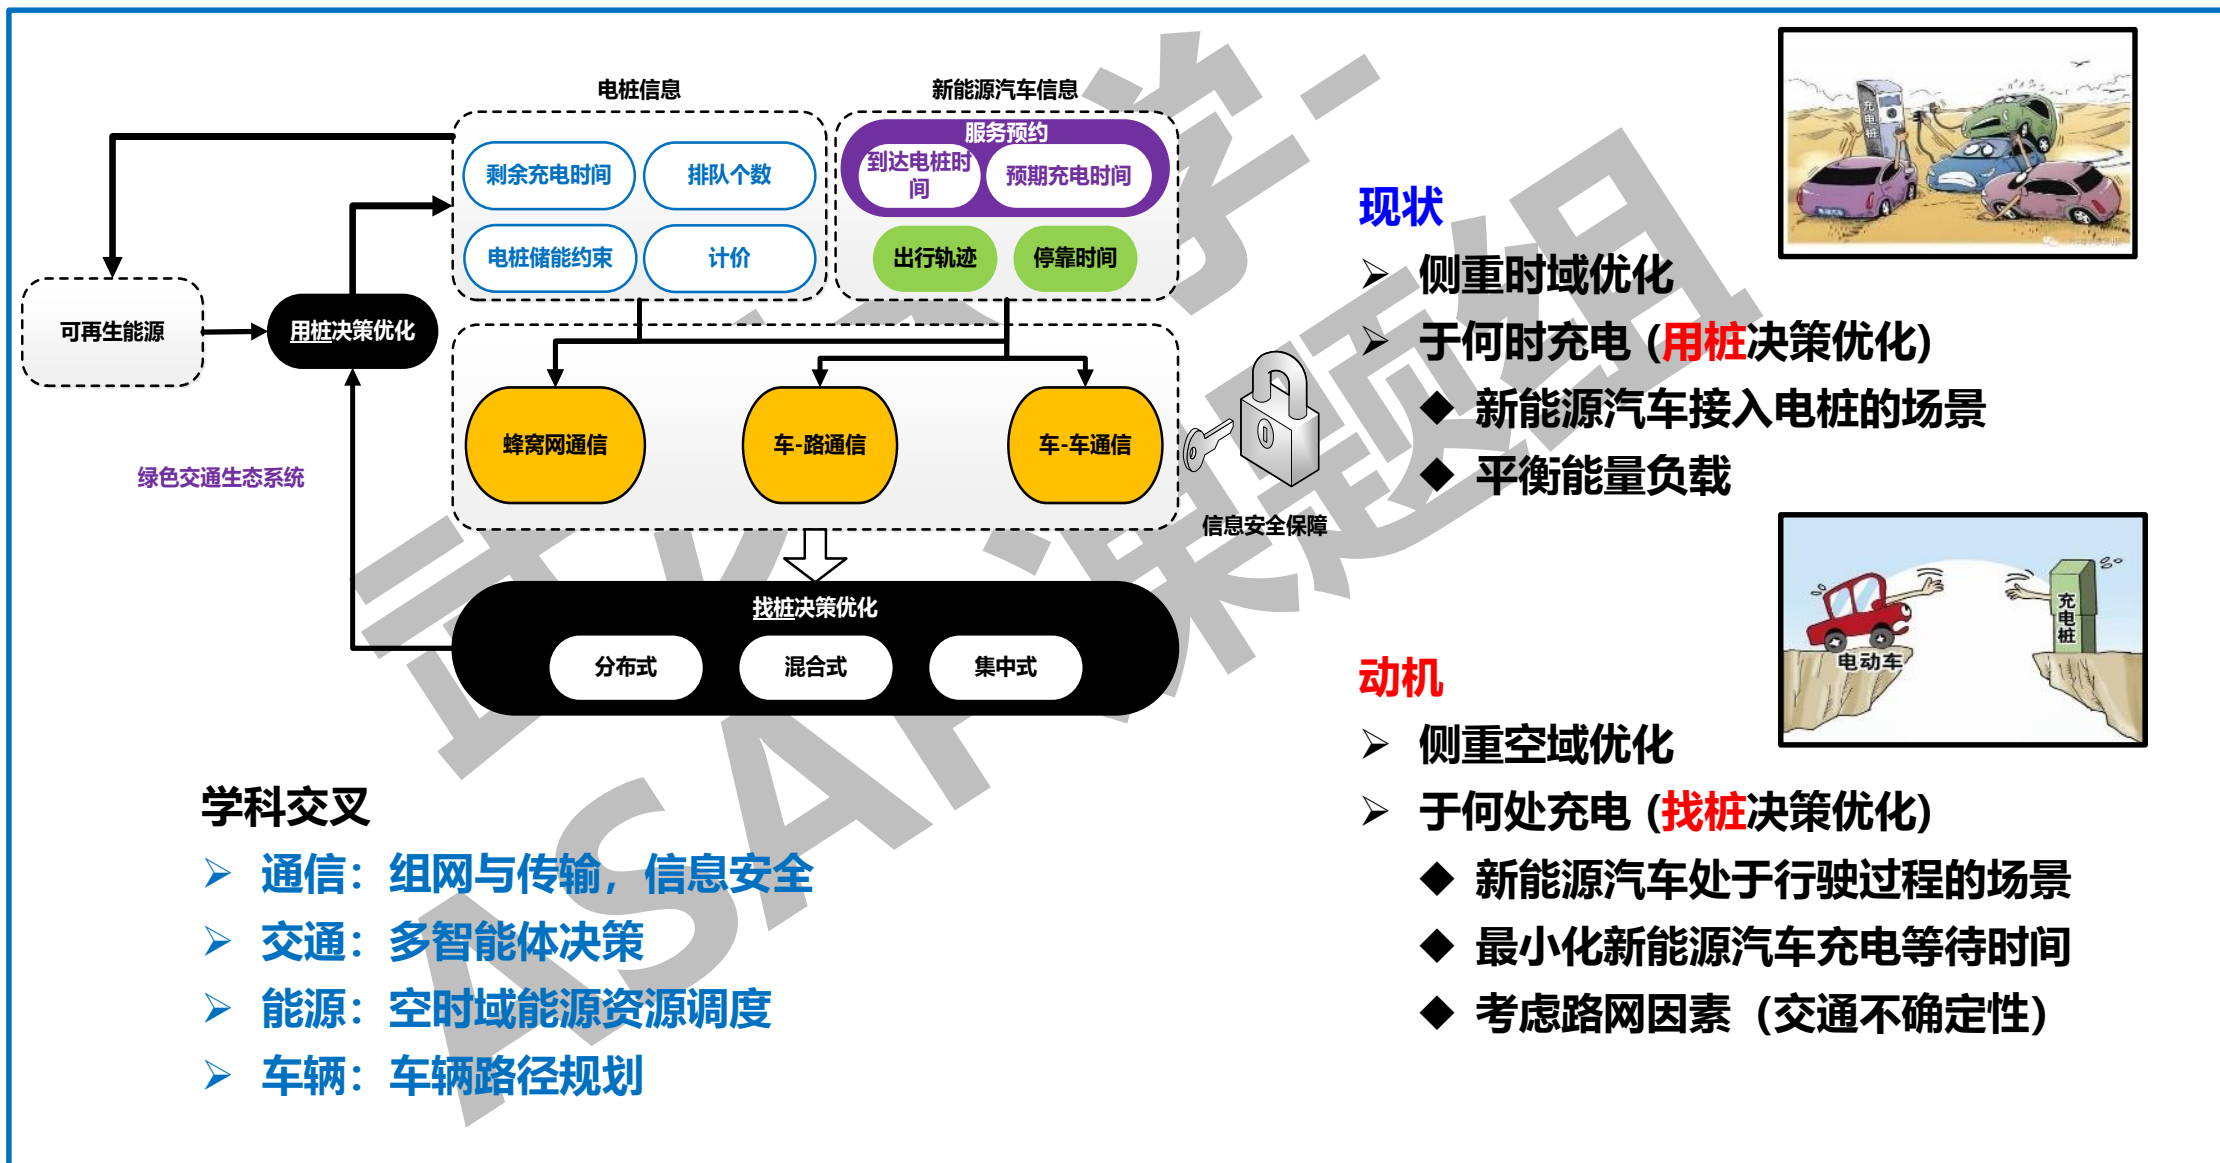 电桩信息
新能源汽车信息
剩余充电时间
排队个数
电桩储能约束
计价
服务预约
到达电桩时
间
预期充电时间
出行轨迹
停靠时间
可再生能源
用桩决策优化
蜂窝网通信
车-路通信
车-车通信
绿色交通生态系统
信息安全保障
找桩决策优化
分布式
混合式
集中式
学科交叉
通信：组网与传输，信息安全
交通：多智能体决策
能源：空时域能源资源调度
车辆：车辆路径规划
充电桩
现状
侧重时域优化
于何时充电 (用桩决策优化)
新能源汽车接入电桩的场景
平衡能量负载
电动车
充电桩
动机
侧重空域优化
于何处充电 (找桩决策优化)
新能源汽车处于行驶过程的场景
最小化新能源汽车充电等待时间
考虑路网因素（交通不确定性）
ASAP课题组